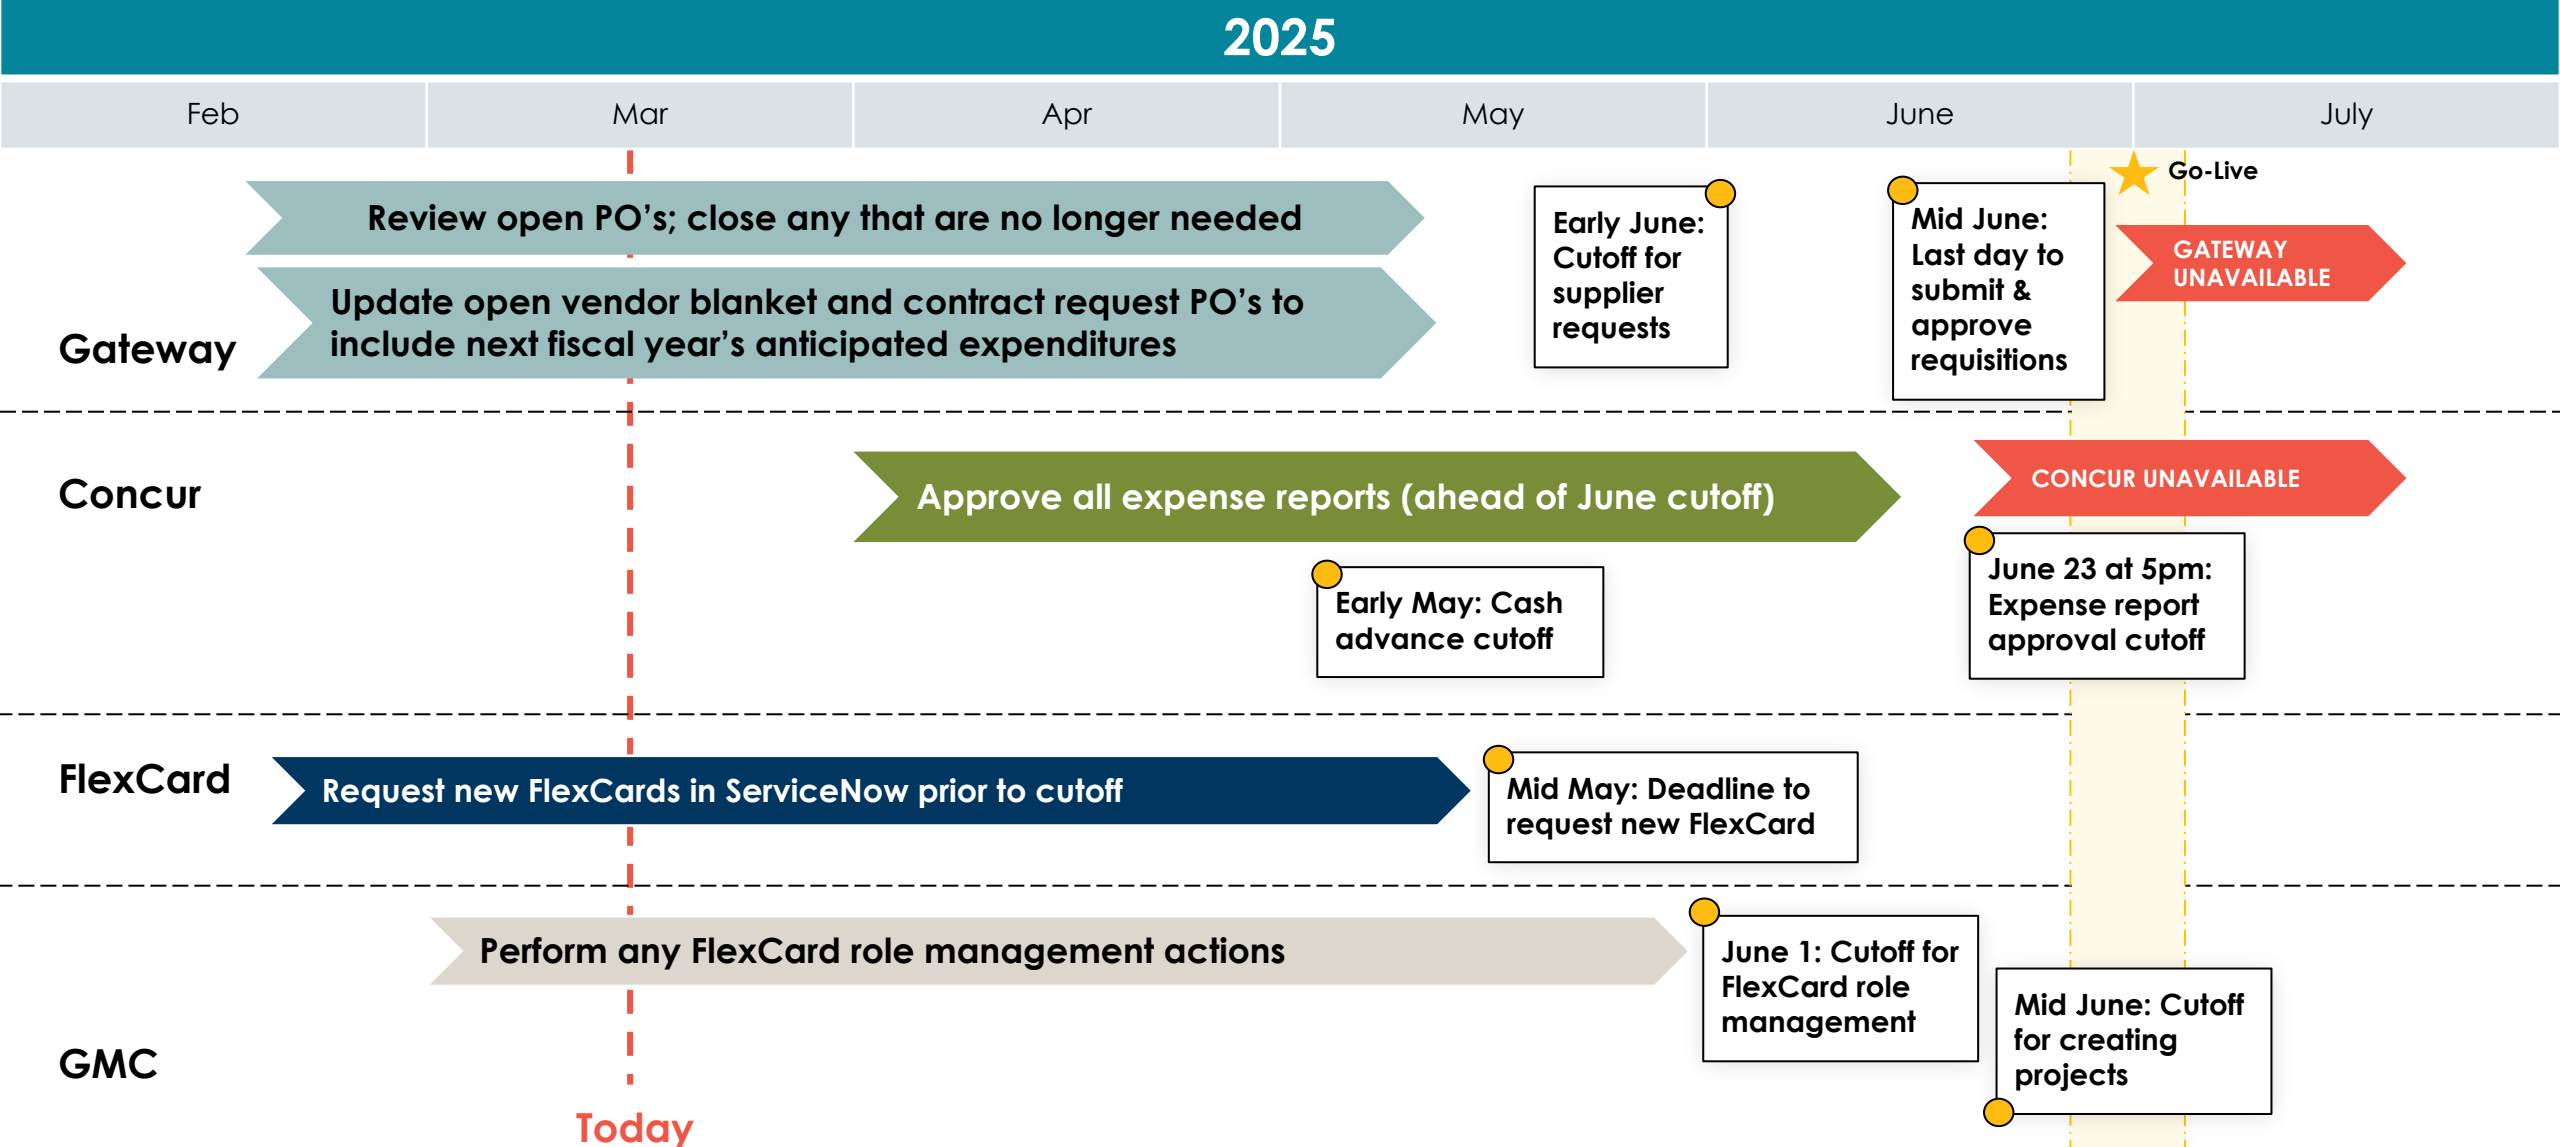 2025
Feb
Mar
Apr
May
June
July
Go-Live
Review open PO’s; close any that are no longer needed
Update open vendor blanket and contract request PO’s to
include next fiscal year’s anticipated expenditures
Gateway
Early June:
Cutoff for
supplier
requests
Mid June:
Last day to
submit &
approve
requisitions
GATEWAY
UNAVAILABLE
Concur
Approve all expense reports (ahead of June cutoff)
CONCUR UNAVAILABLE
Early May: Cash
advance cutoff
June 23 at 5pm:
Expense report
approval cutoff
FlexCard
Request new FlexCards in ServiceNow prior to cutoff
Mid May: Deadline to
request new FlexCard
Perform any FlexCard role management actions
June 1: Cutoff for
FlexCard role
management
GMC
Mid June: Cutoff
for creating
projects
Today